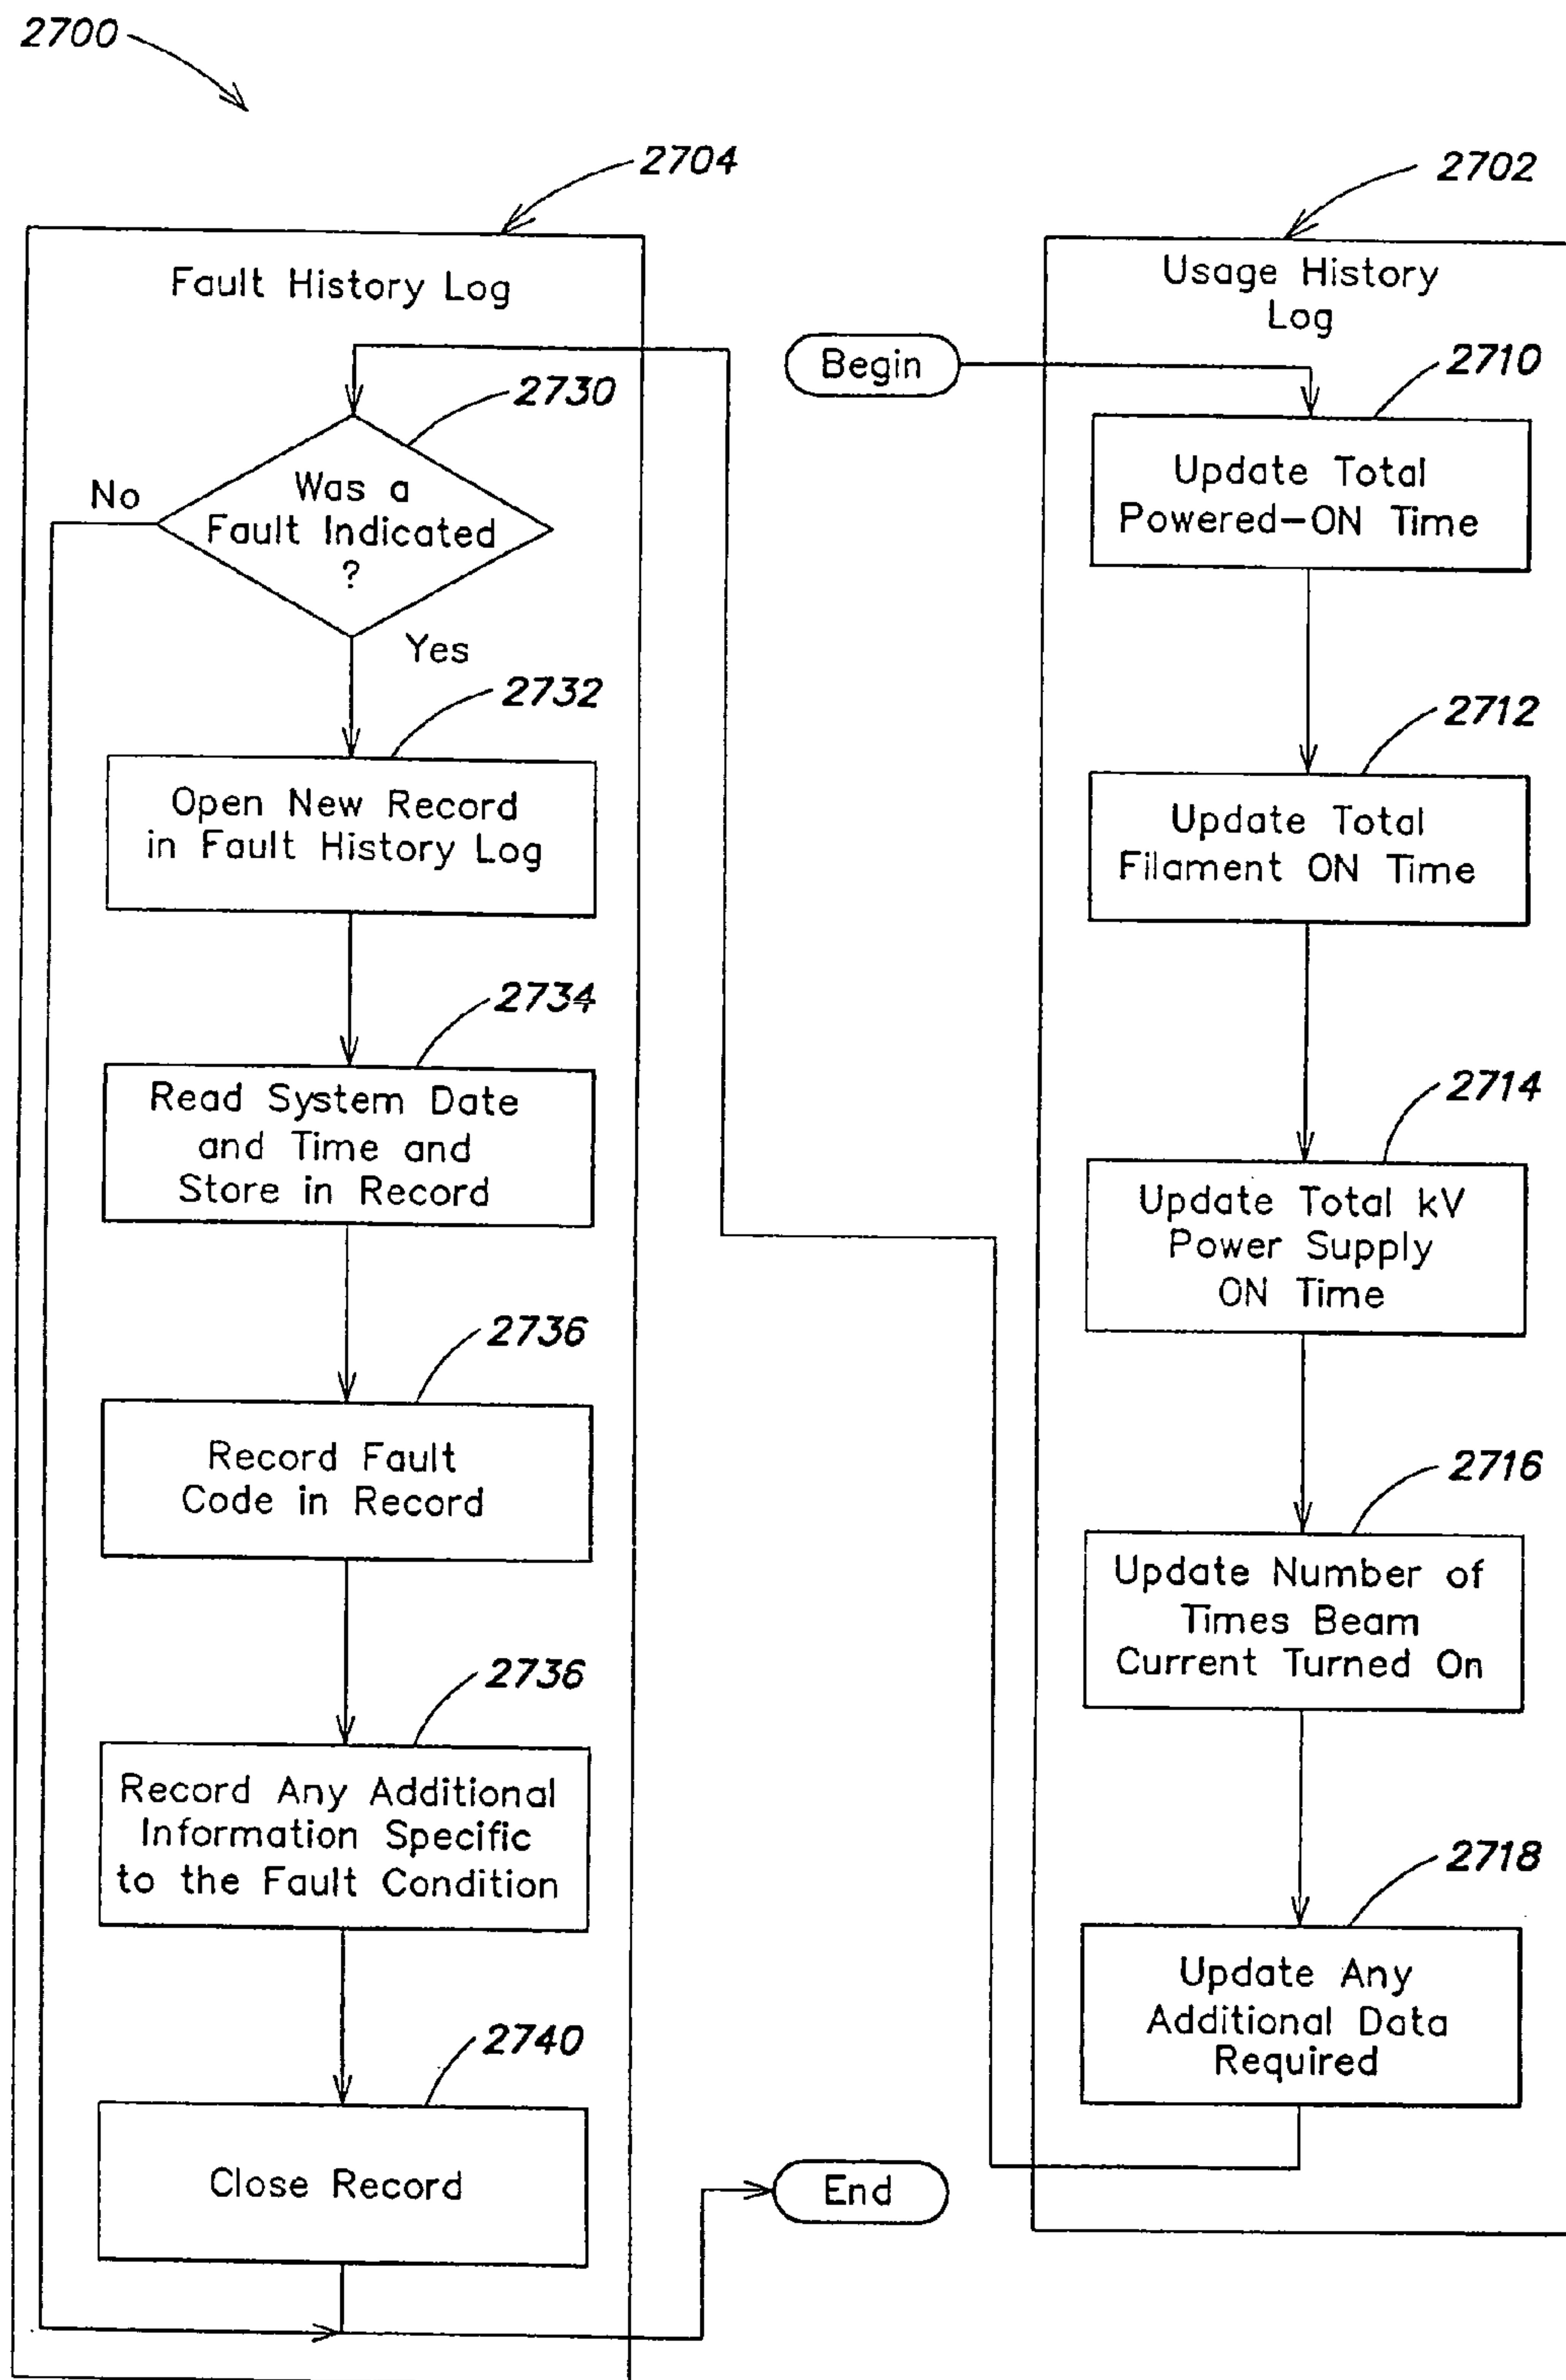 2700
2704
Fault History Log
2730
No
Was a
Fault Indicated
?
Yes
2732
Open New Record
in Fault History Log
2734
Read System Date
and Time and
Store in Record
2736
Record Fault
Code in Record
2736
Record Any Additional
Information Specific
to the Fault Condition
2740
Close Record
Begin
End
2702
Usage History
Log
2710
Update Total
Powered-ON Time
2712
Update Total
Filament ON Time
2714
Update Total kV
Power Supply
ON Time
2716
Update Number of
Times Beam
Current Turned On
2718
Update Any
Additional Data
Required